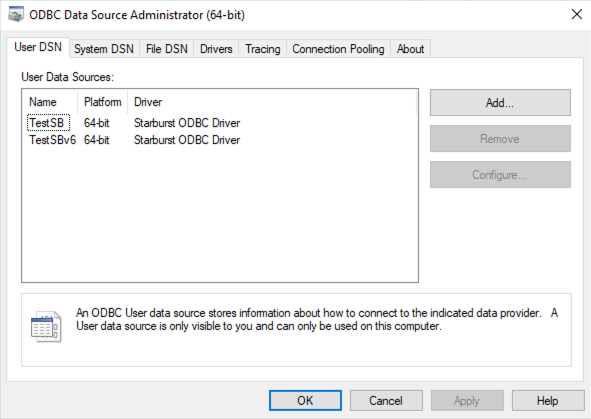 ODBC Data Source Administrator (64-bit)
User DSN System DSN File DSN Drivers Tracing Connection Pooling About
User Data Sources:
Name Platform Driver
TestSB 64-bit Starburst ODBC Driver
TestSBv6 64-bit Starburst ODBC Driver
Add...
Remove
Configure...
An ODBC User data source stores information about how to connect to the indicated data provider. A
User data source is only visible to you and can only be used on this computer.
OK Cancel Apply Help